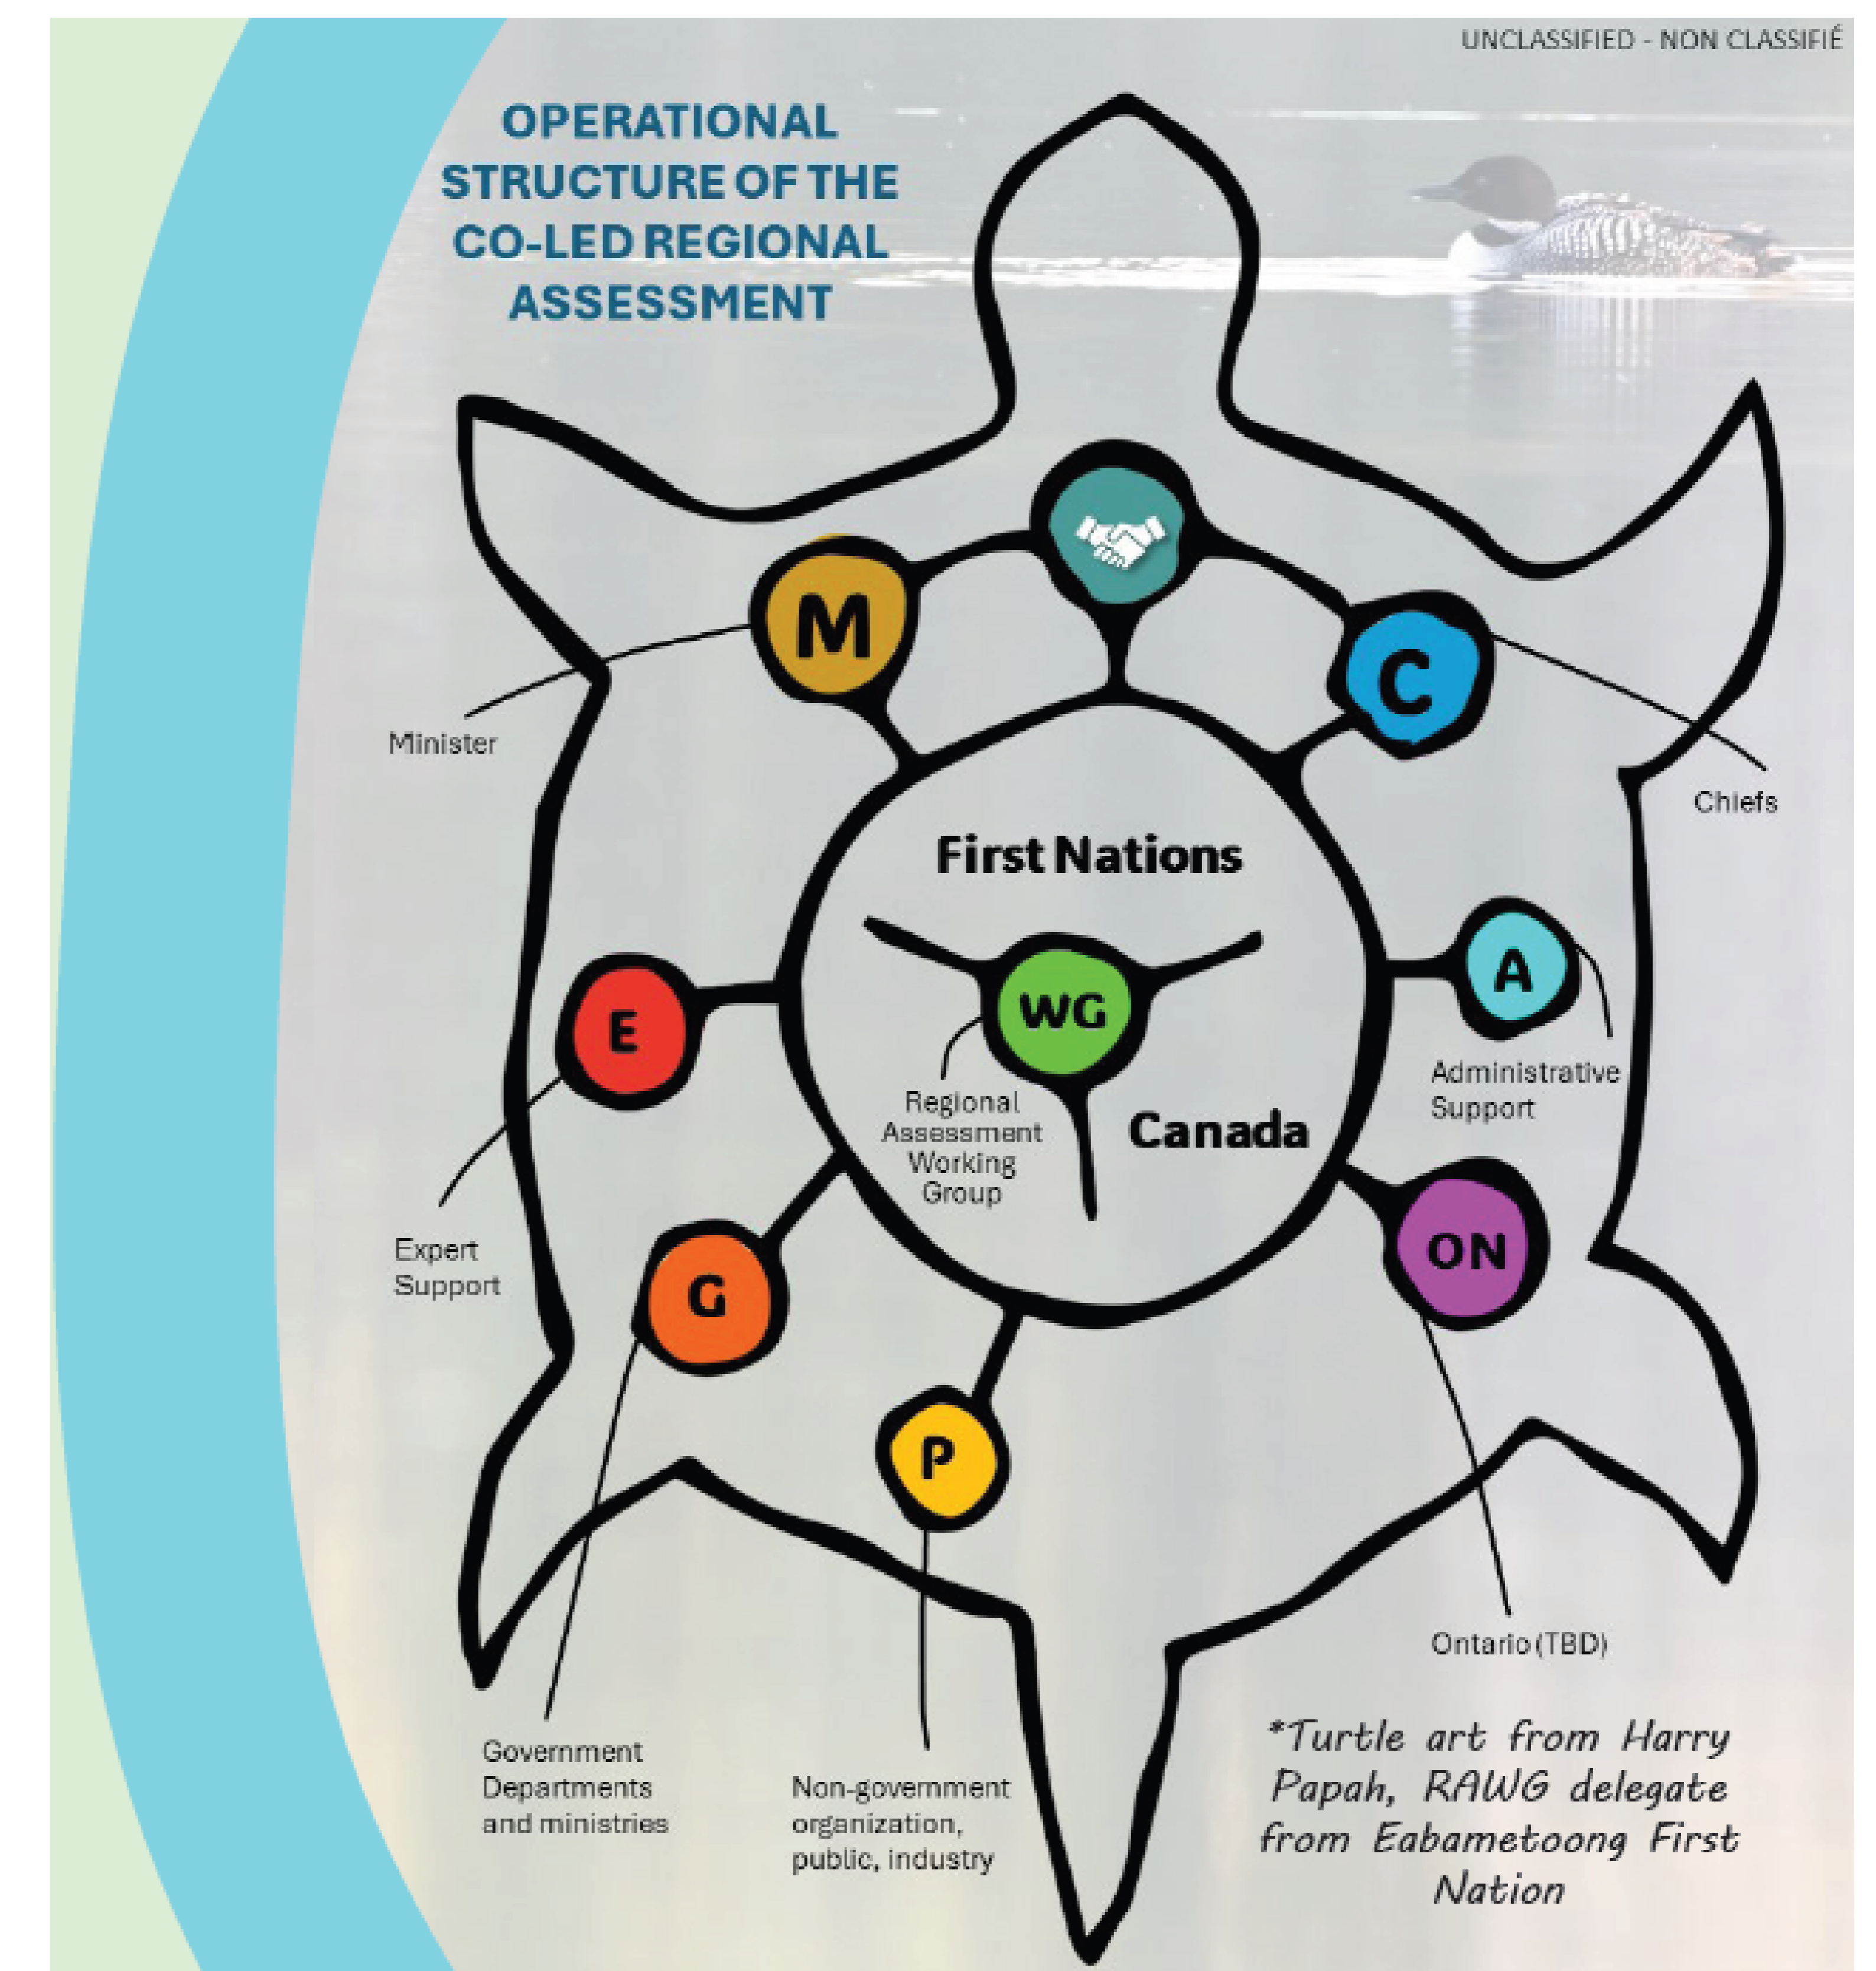 UNCLASSIFIED - NON CLASSIFIÉ
OPERATIONAL
STRUCTURE OF THE
CO-LED REGIONAL
ASSESSMENT
M
C
Minister
Chiefs
First Nations
WG
A
E
Regional
Assessment
Working
Group
Canada
Administrative
Support
ON
Expert
Support
G
P
Ontario (TBD)
Government
Departments
and ministries
Non-government
organization,
public, industry
*Turtle art from Harry
Papah, RAWG delegate
from Eabametoong First
Nation